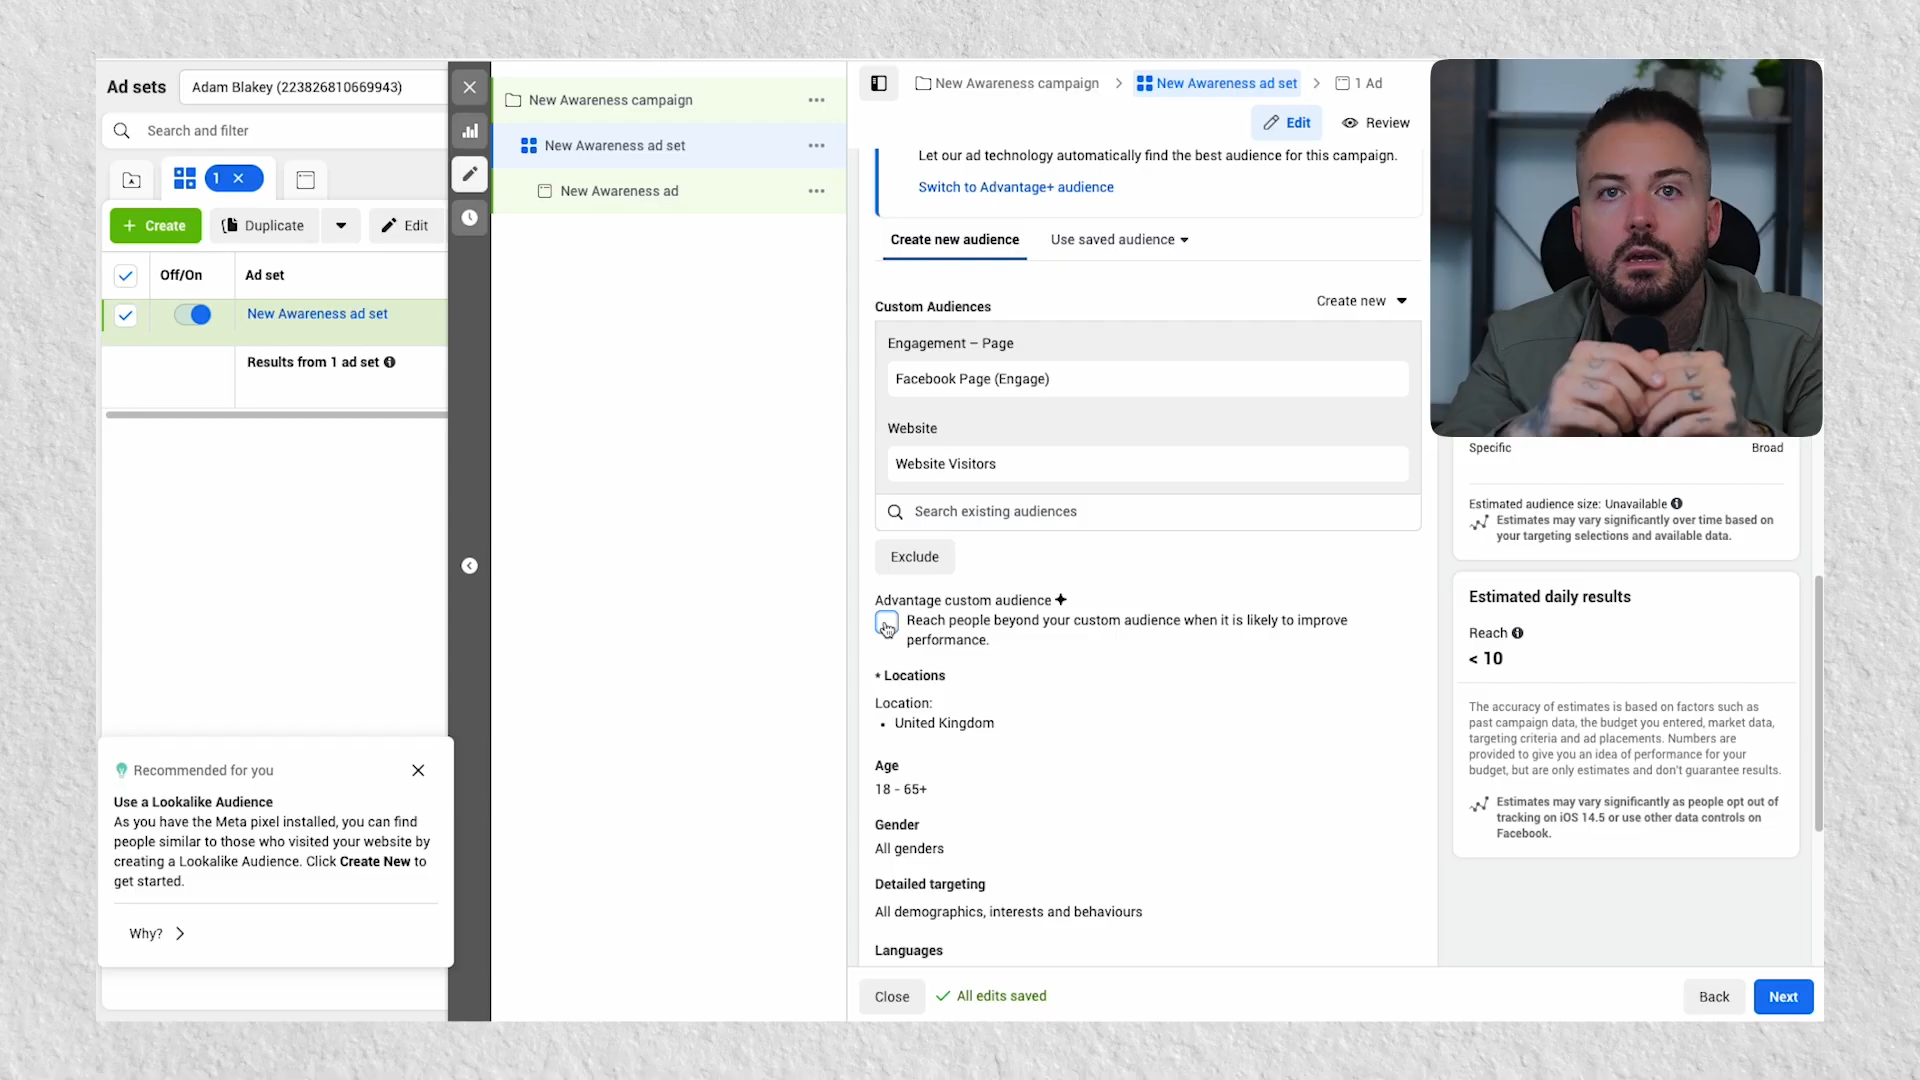 Ad sets
Adam Blakey (223826810669943)
Search and filter
1
Create
Duplicate
Edit
Off/On
Ad set
New Awareness ad set
Results from 1 ad set
Recommended for you
Use a Lookalike Audience
As you have the Meta pixel installed, you can find
people similar to those who visited your website by
creating a Lookalike Audience. Click Create New to
get started.
Why?
New Awareness campaign
New Awareness ad set
New Awareness ad
New Awareness campaign
New Awareness ad set
1 Ad
Edit
Review
Let our ad technology automatically find the best audience for this campaign.
Switch to Advantage+ audience
Create new audience
Use saved audience
Custom Audiences
Create new
Engagement – Page
Facebook Page (Engage)
Website
Website Visitors
Search existing audiences
Exclude
Advantage custom audience
Reach people beyond your custom audience when it is likely to improve
performance.
* Locations
Location:
• United Kingdom
Age
18 - 65+
Gender
All genders
Detailed targeting
All demographics, interests and behaviours
Languages
Close
All edits saved
Back
Next
Specific
Broad
Estimated audience size: Unavailable
Estimates may vary significantly over time based on
your targeting selections and available data.
Estimated daily results
Reach
< 10
The accuracy of estimates is based on factors such as
past campaign data, the budget you entered, market data,
targeting criteria and ad placements. Numbers are
provided to give you an idea of performance for your
budget, but are only estimates and don't guarantee results.
Estimates may vary significantly as people opt out of
tracking on iOS 14.5 or use other data controls on
Facebook.